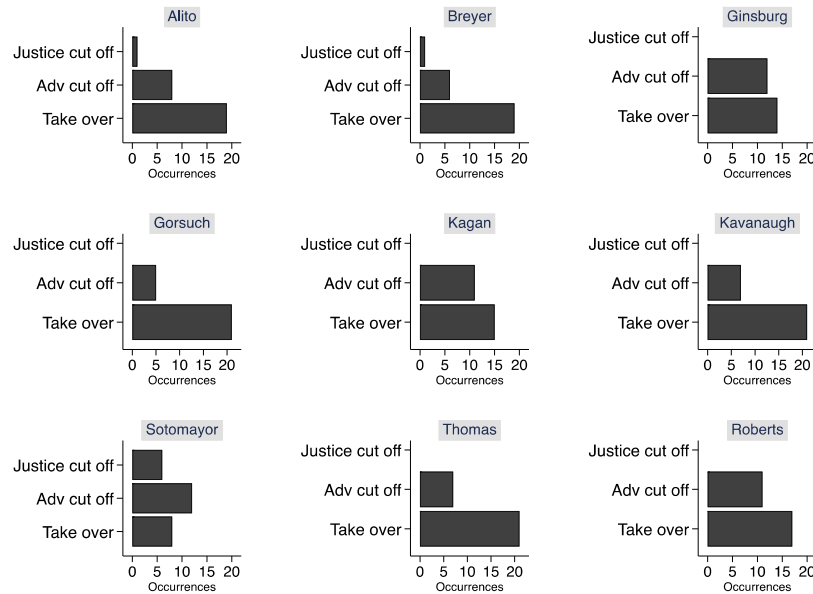 Alito
Justice cut off
Adv cut off
Take over
0 5 10 15 20
Occurrences
Breyer
Justice cut off
Adv cut off
Take over
0 5 10 15 20
Occurrences
Ginsburg
Justice cut off
Adv cut off
Take over
0 5 10 15 20
Occurrences
Gorsuch
Justice cut off
Adv cut off
Take over
0 5 10 15 20
Occurrences
Kagan
Justice cut off
Adv cut off
Take over
0 5 10 15 20
Occurrences
Kavanaugh
Justice cut off
Adv cut off
Take over
0 5 10 15 20
Occurrences
Sotomayor
Justice cut off
Adv cut off
Take over
0 5 10 15 20
Occurrences
Thomas
Justice cut off
Adv cut off
Take over
0 5 10 15 20
Occurrences
Roberts
Justice cut off
Adv cut off
Take over
0 5 10 15 20
Occurrences